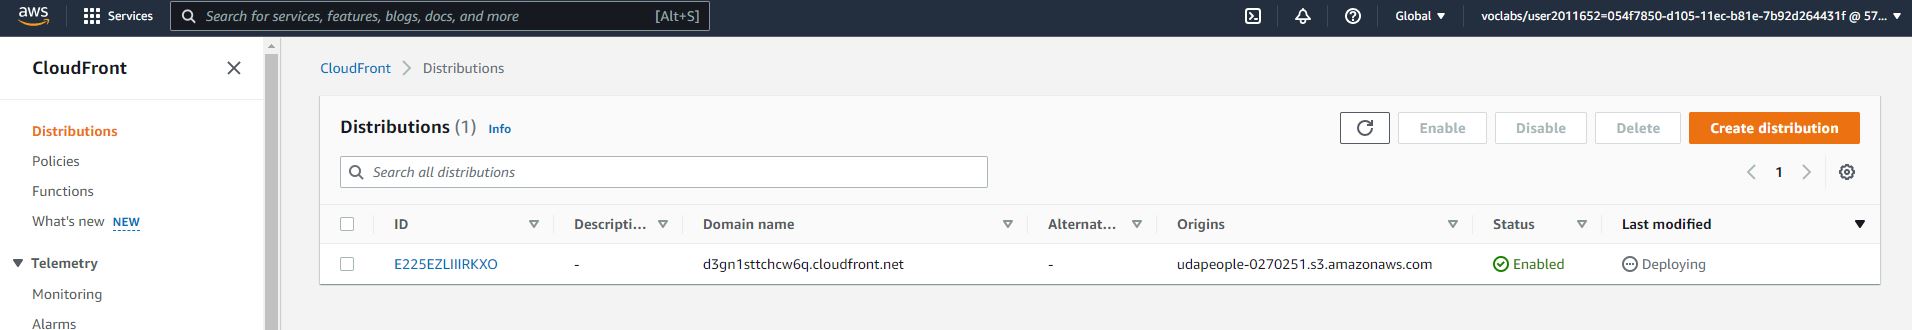 aws
Services
Search for services, features, blogs, docs, and more [Alt+S]
Global ▼
voclabs/user2011652=054f7850-d105-11ec-b81e-7b92d264431f @ 57... ▼
CloudFront
Distributions
Policies
Functions
What's new NEW
Telemetry
Monitoring
Alarms
CloudFront > Distributions
Distributions (1) Info
Enable
Disable
Delete
Create distribution
Search all distributions
1
ID Descripti... Domain name Alternat... Origins Status Last modified
E225EZLIIIRKXO - d3gn1sttchcw6q.cloudfront.net - udapeople-0270251.s3.amazonaws.com Enabled Deploying